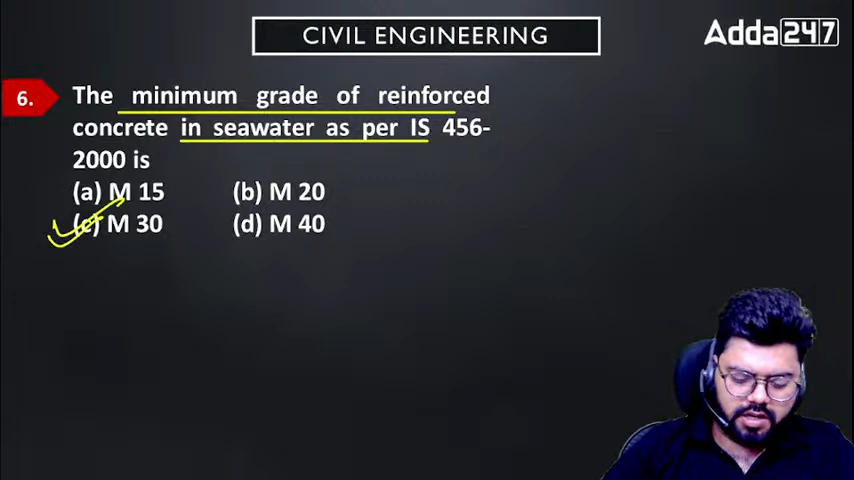 CIVIL ENGINEERING
Adda247
6.
The minimum grade of reinforced
concrete in seawater as per IS 456-
2000 is
(a) M 15 (b) M 20
(c) M 30 (d) M 40